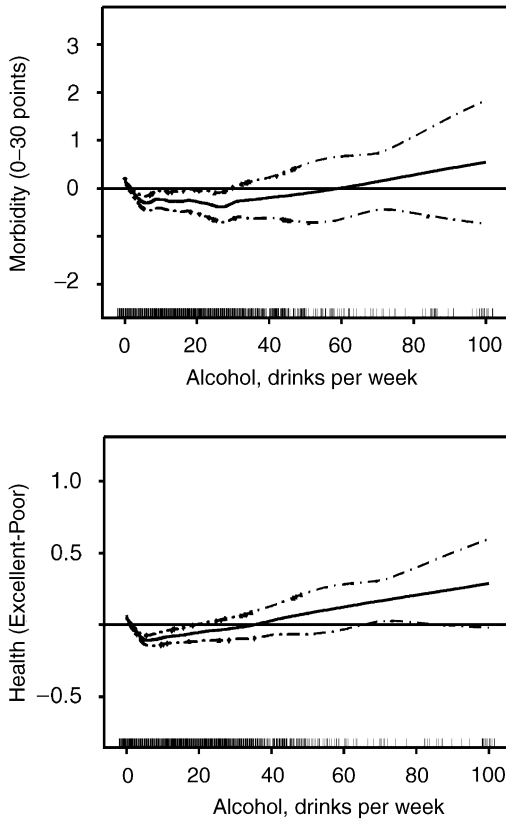 Morbidity (0–30 points)
3
2
1
0
−2
0 20 40 60 80 100
Alcohol, drinks per week
Health (Excellent-Poor)
1.0
0.5
0
−0.5
0 20 40 60 80 100
Alcohol, drinks per week